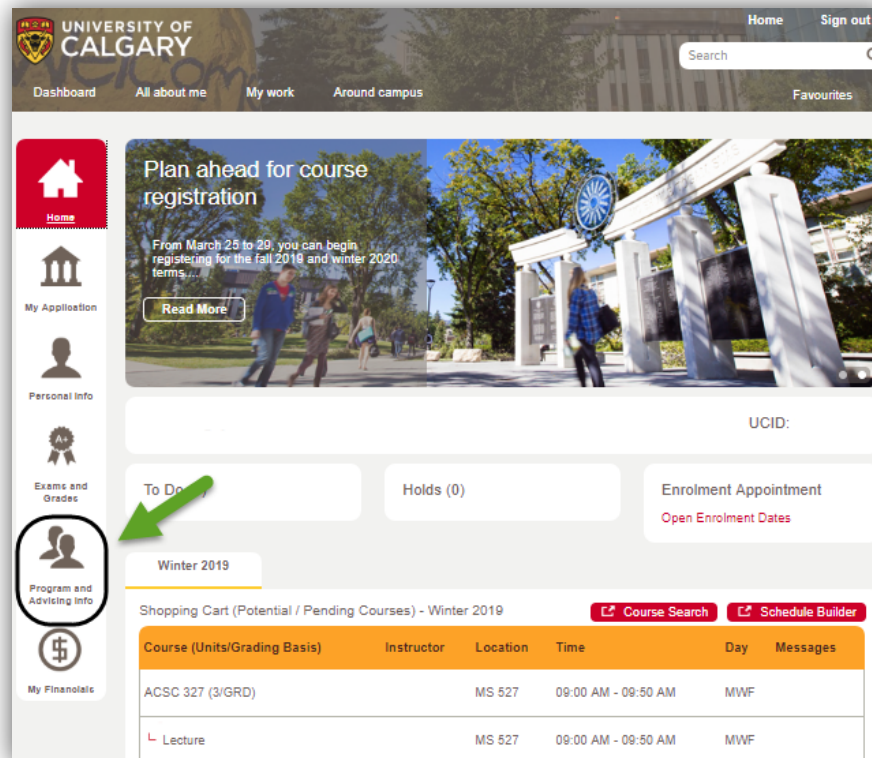 UNIVERSITY OF
CALGARY
Home Sign out
Search
Dashboard All about me My work Around campus
Favourites
Home
My Application
Personal Info
A+
Exams and
Grades
Program and
Advising Info
My Financials
Plan ahead for course
registration
From March 25 to 29, you can begin
registering for the fall 2019 and winter 2020
terms....
Read More
UCID:
To Do
Holds (0)
Enrolment Appointment
Open Enrolment Dates
Winter 2019
Shopping Cart (Potential / Pending Courses) - Winter 2019
Course Search Schedule Builder
Course (Units/Grading Basis) Instructor Location Time Day Messages
ACSC 327 (3/GRD) MS 527 09:00 AM - 09:50 AM MWF
Lecture MS 527 09:00 AM - 09:50 AM MWF